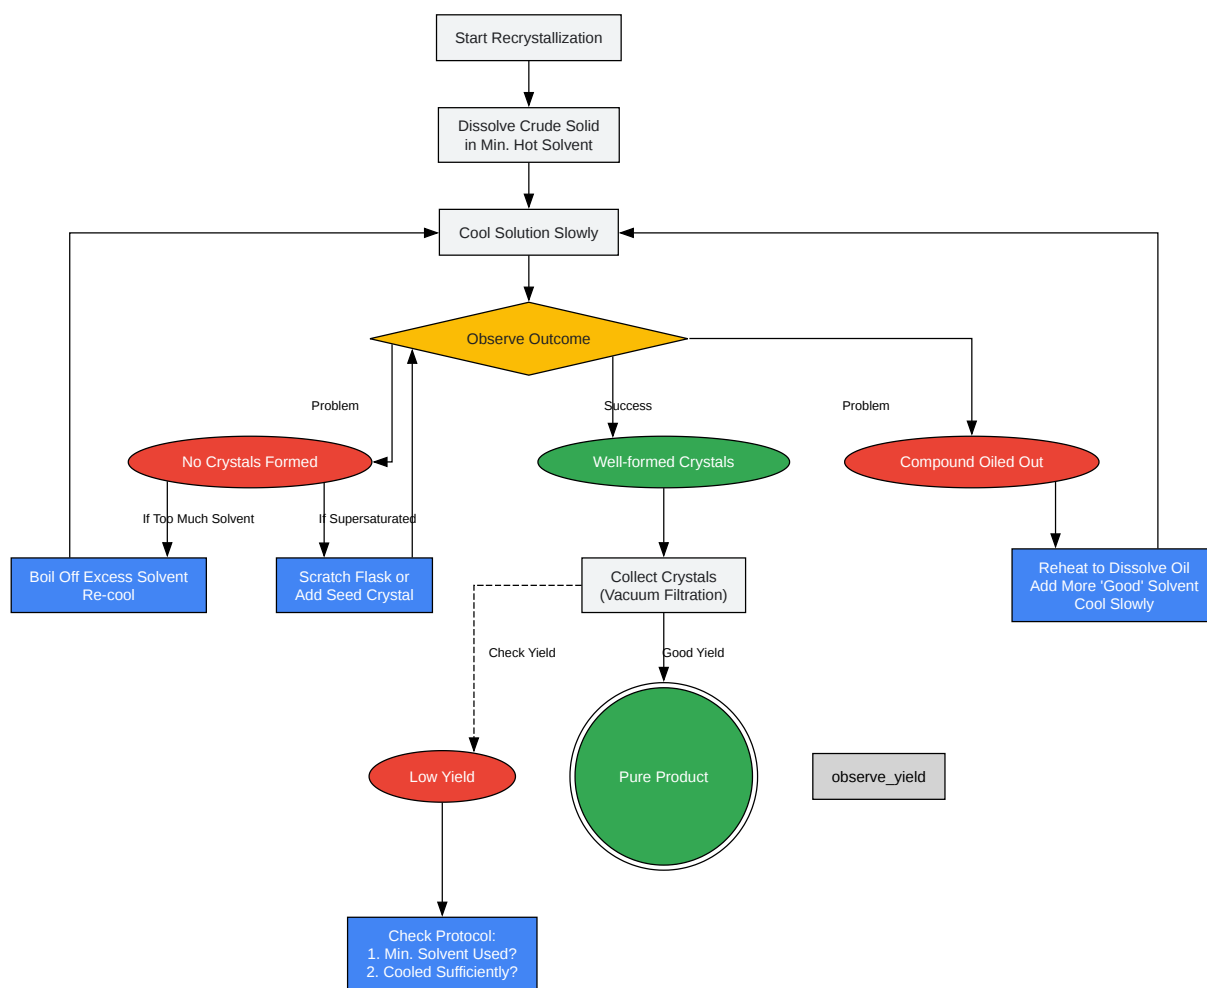 Start Recrystallization
Dissolve Crude Solid
in Min. Hot Solvent
Cool Solution Slowly
Observe Outcome
Problem
Success
Problem
No Crystals Formed
Well-formed Crystals
Compound Oiled Out
If Too Much Solvent
If Supersaturated
Boil Off Excess Solvent
Re-cool
Scratch Flask or
Add Seed Crystal
Collect Crystals
(Vacuum Filtration)
Reheat to Dissolve Oil
Add More 'Good' Solvent
Cool Slowly
Check Yield
Good Yield
Low Yield
Pure Product
observe_yield
Check Protocol:
1. Min. Solvent Used?
2. Cooled Sufficiently?